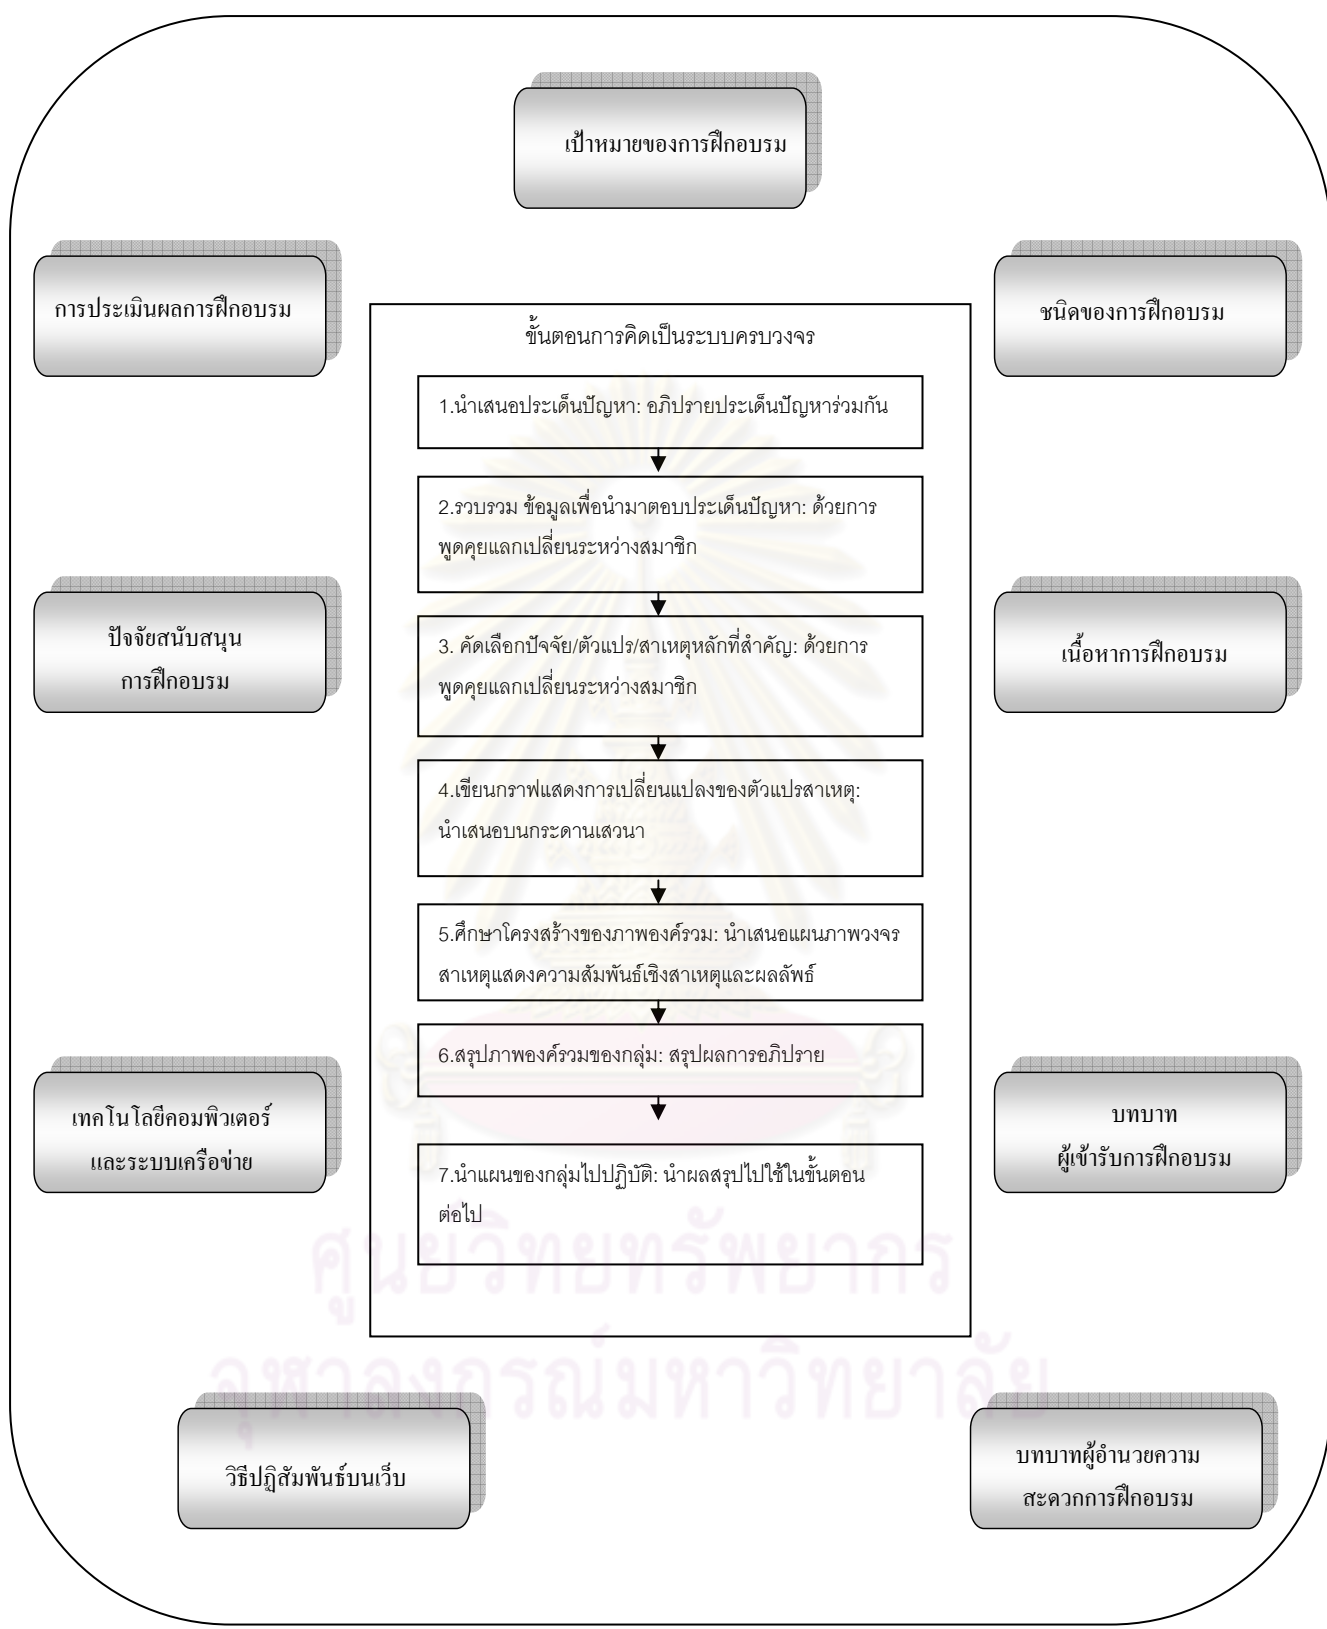 เป้าหมายของการฝึกอบรม
การประเมินผลการฝึกอบรม
ชนิดของการฝึกอบรม
ขั้นตอนการคิดเป็นระบบครบวงจร
1.นำเสนอประเด็นปัญหา: อภิปรายประเด็นปัญหาร่วมกัน
2.รวบรวม ข้อมูลเพื่อนำมาตอบประเด็นปัญหา: ด้วยการ
พูดคุยแลกเปลี่ยนระหว่างสมาชิก
3. คัดเลือกปัจจัย/ตัวแปร/สาเหตุหลักที่สำคัญ: ด้วยการ
พูดคุยแลกเปลี่ยนระหว่างสมาชิก
4.เขียนกราฟแสดงการเปลี่ยนแปลงของตัวแปรสาเหตุ:
นำเสนอบนกระดานเสวนา
5.ศึกษาโครงสร้างของภาพองค์รวม: นำเสนอแผนภาพวงจร
สาเหตุแสดงความสัมพันธ์เชิงสาเหตุและผลลัพธ์
6.สรุปภาพองค์รวมของกลุ่ม: สรุปผลการอภิปราย
7.นำแผนของกลุ่มไปปฏิบัติ: นำผลสรุปไปใช้ในขั้นตอน
ต่อไป
ปัจจัยสนับสนุน
การฝึกอบรม
เนื้อหาการฝึกอบรม
เทคโนโลยีคอมพิวเตอร์
และระบบเครือข่าย
บทบาท
ผู้เข้ารับการฝึกอบรม
วิธีปฏิสัมพันธ์บนเว็บ
บทบาทผู้อำนวยความ
สะดวกการฝึกอบรม
ศูนย์วิทยทรัพยากร
จุฬาลงกรณ์มหาวิทยาลัย